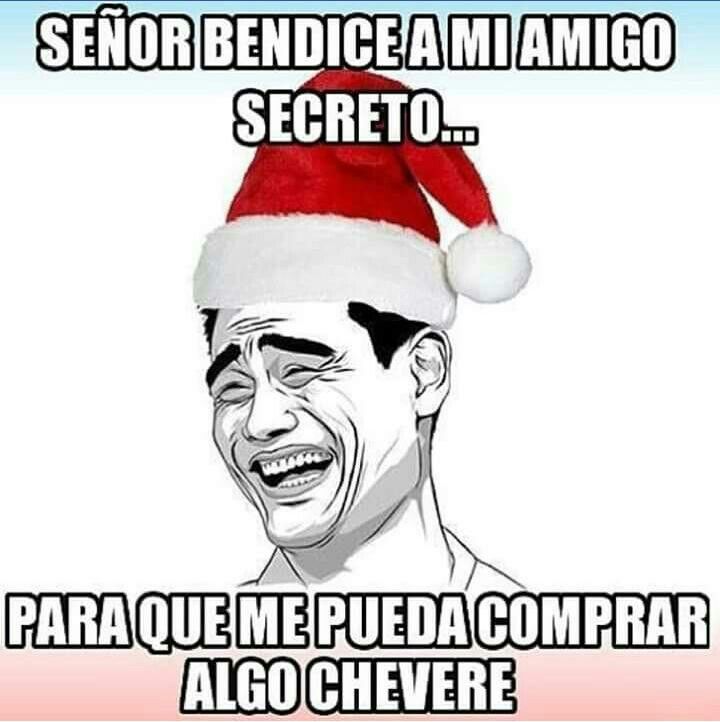 SEÑOR BENDICE A MI AMIGO
SECRETO...
PARA QUE ME PUEDA COMPRAR
ALGO CHEVERE